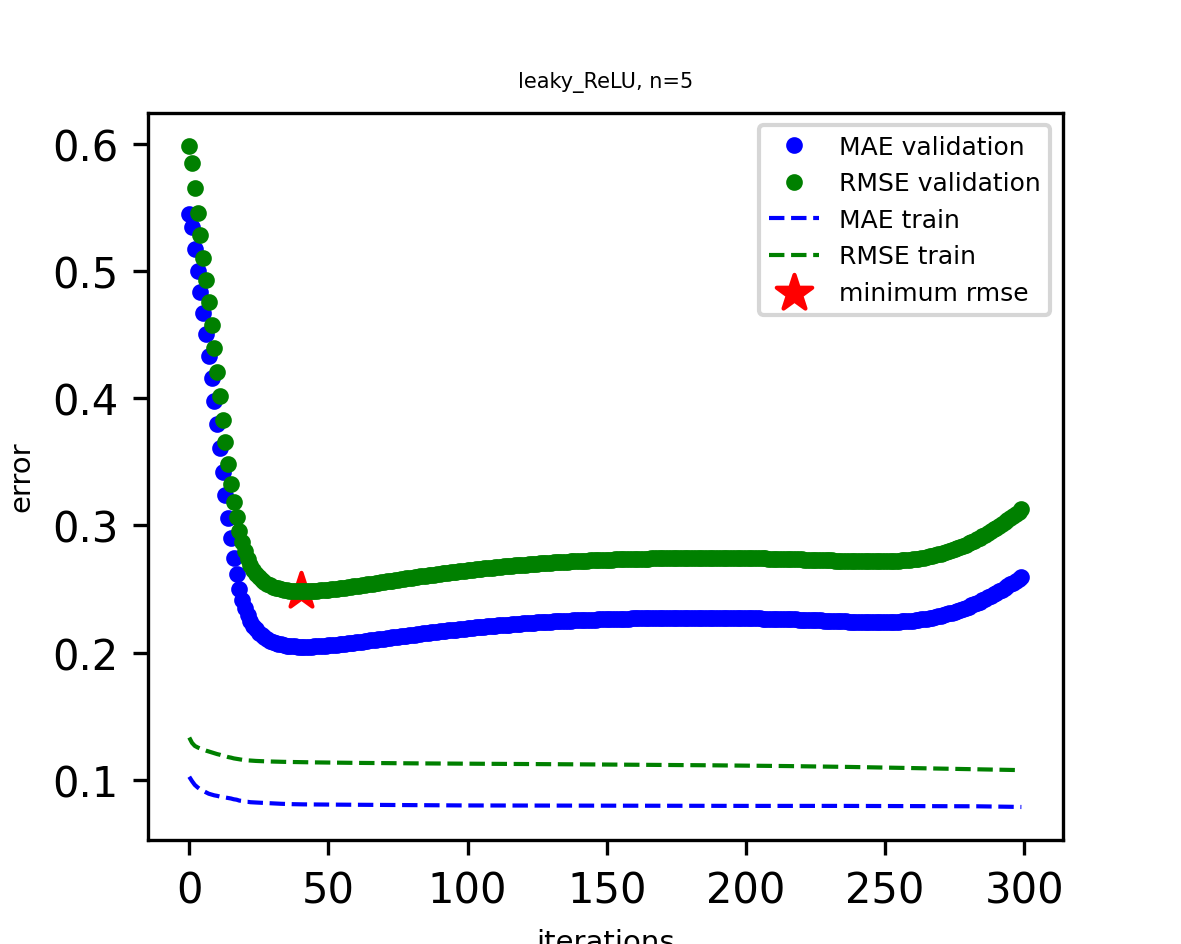 leaky_ReLU, n=5
0.6
0.5
0.4
0.3
0.2
0.1
error
MAE validation
RMSE validation
MAE train
RMSE train
minimum rmse
0 50 100 150 200 250 300
iterations